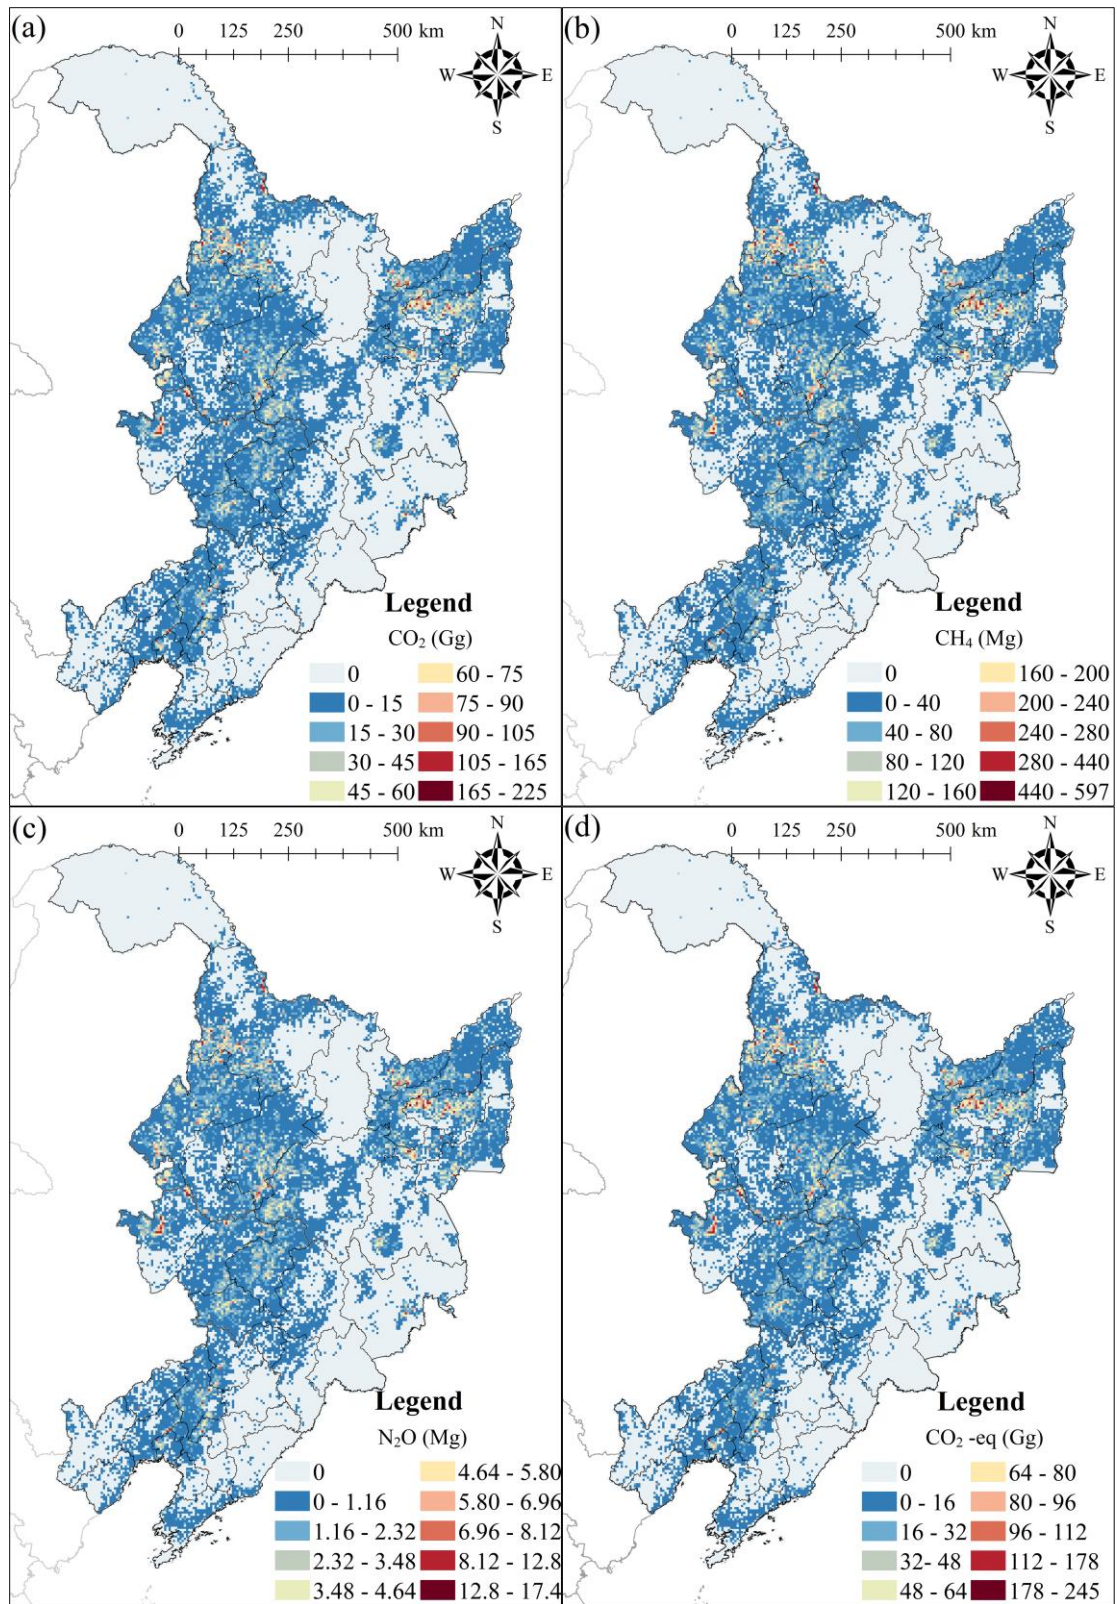 (a)
0 125 250 500 km
N
W E
S
Legend
CO₂ (Gg)
0 60 - 75
0 - 15 75 - 90
15 - 30 90 - 105
30 - 45 105 - 165
45 - 60 165 - 225
(b)
0 125 250 500 km
N
W E
S
Legend
CH₄ (Mg)
0 160 - 200
0 - 40 200 - 240
40 - 80 240 - 280
80 - 120 280 - 440
120 - 160 440 - 597
(c)
0 125 250 500 km
N
W E
S
Legend
N₂O (Mg)
0 4.64 - 5.80
0 - 1.16 5.80 - 6.96
1.16 - 2.32 6.96 - 8.12
2.32 - 3.48 8.12 - 12.8
3.48 - 4.64 12.8 - 17.4
(d)
0 125 250 500 km
N
W E
S
Legend
CO₂ -eq (Gg)
0 64 - 80
0 - 16 80 - 96
16 - 32 96 - 112
32- 48 112 - 178
48 - 64 178 - 245